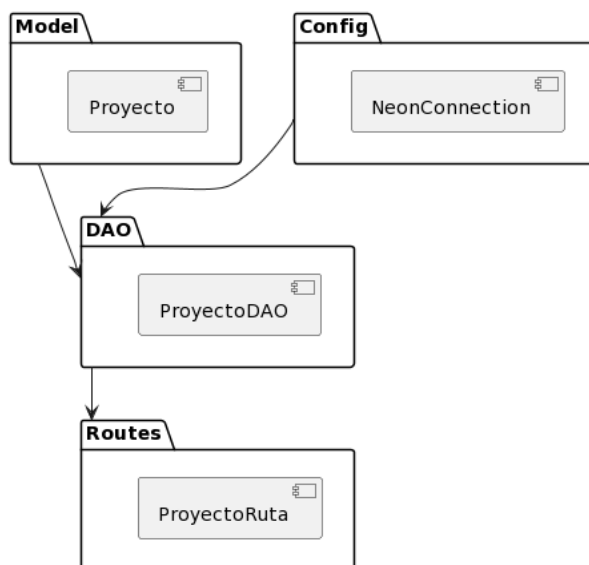 Model
Proyecto
Config
NeonConnection
DAO
ProyectoDAO
Routes
ProyectoRuta